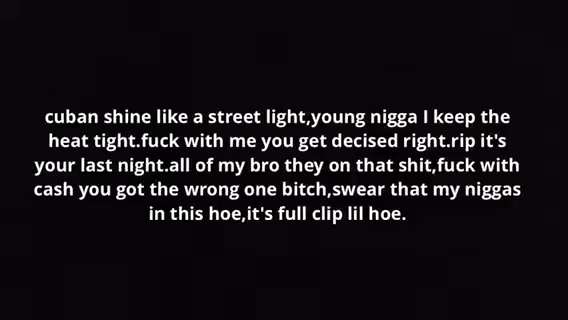 cuban shine like a street light,young nigga I keep the
heat tight.fuck with me you get decised right.rip it's
your last night.all of my bro they on that shit,fuck with
cash you got the wrong one bitch,swear that my niggas
in this hoe,it's full clip lil hoe.